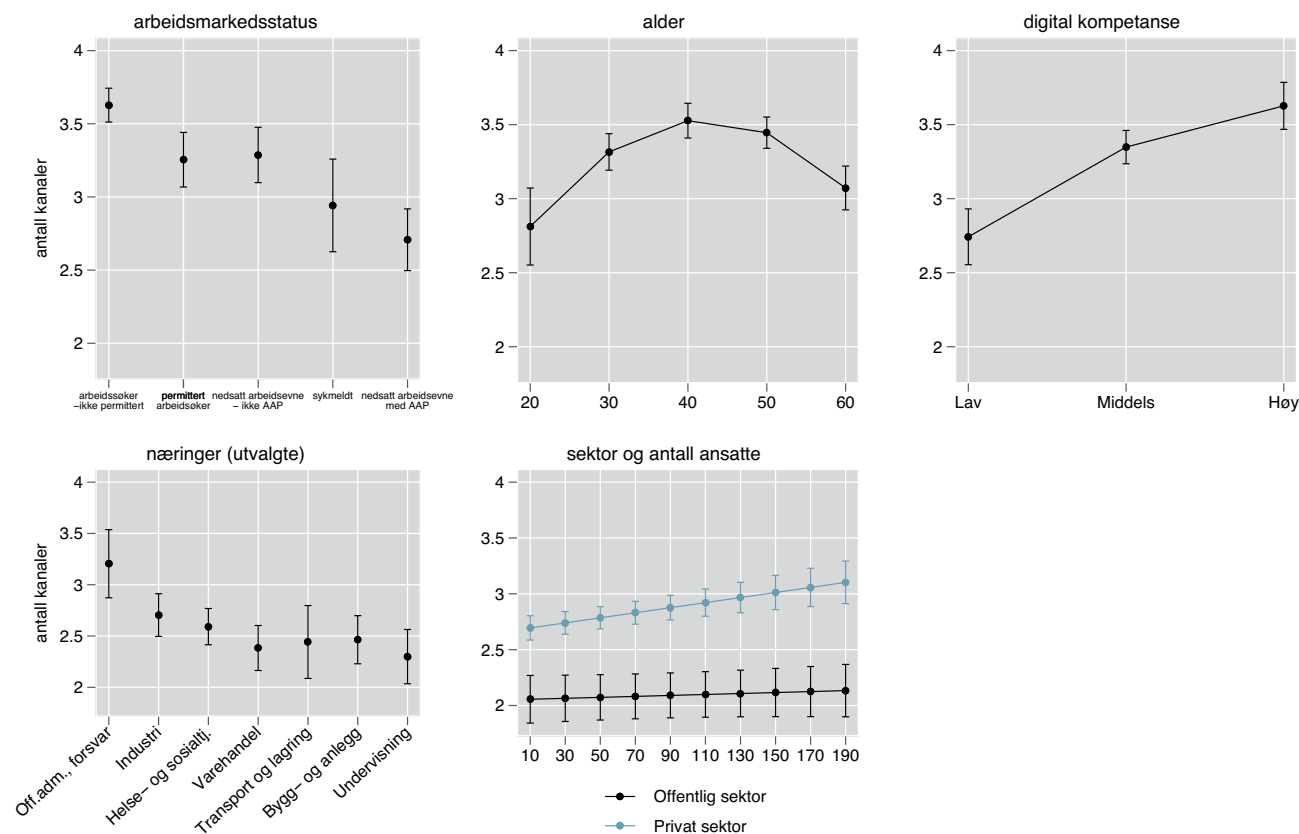 arbeidsmarkedsstatus
antall kanaler
4
3.5
3
2.5
2
arbeidssøker
–ikke permittert
permittert
arbeidsøker
nedsatt arbeidsevne
– ikke AAP
sykmeldt
nedsatt arbeidsevne
med AAP
alder
4
3.5
3
2.5
2
20 30 40 50 60
digital kompetanse
4
3.5
3
2.5
2
Lav Middels Høy
næringer (utvalgte)
antall kanaler
4
3.5
3
2.5
2
Off.adm., forsvar
Industri
Helse– og sosialtj.
Varehandel
Transport og lagring
Bygg– og anlegg
Undervisning
sektor og antall ansatte
4
3.5
3
2.5
2
10 30 50 70 90 110 130 150 170 190
Offentlig sektor
Privat sektor